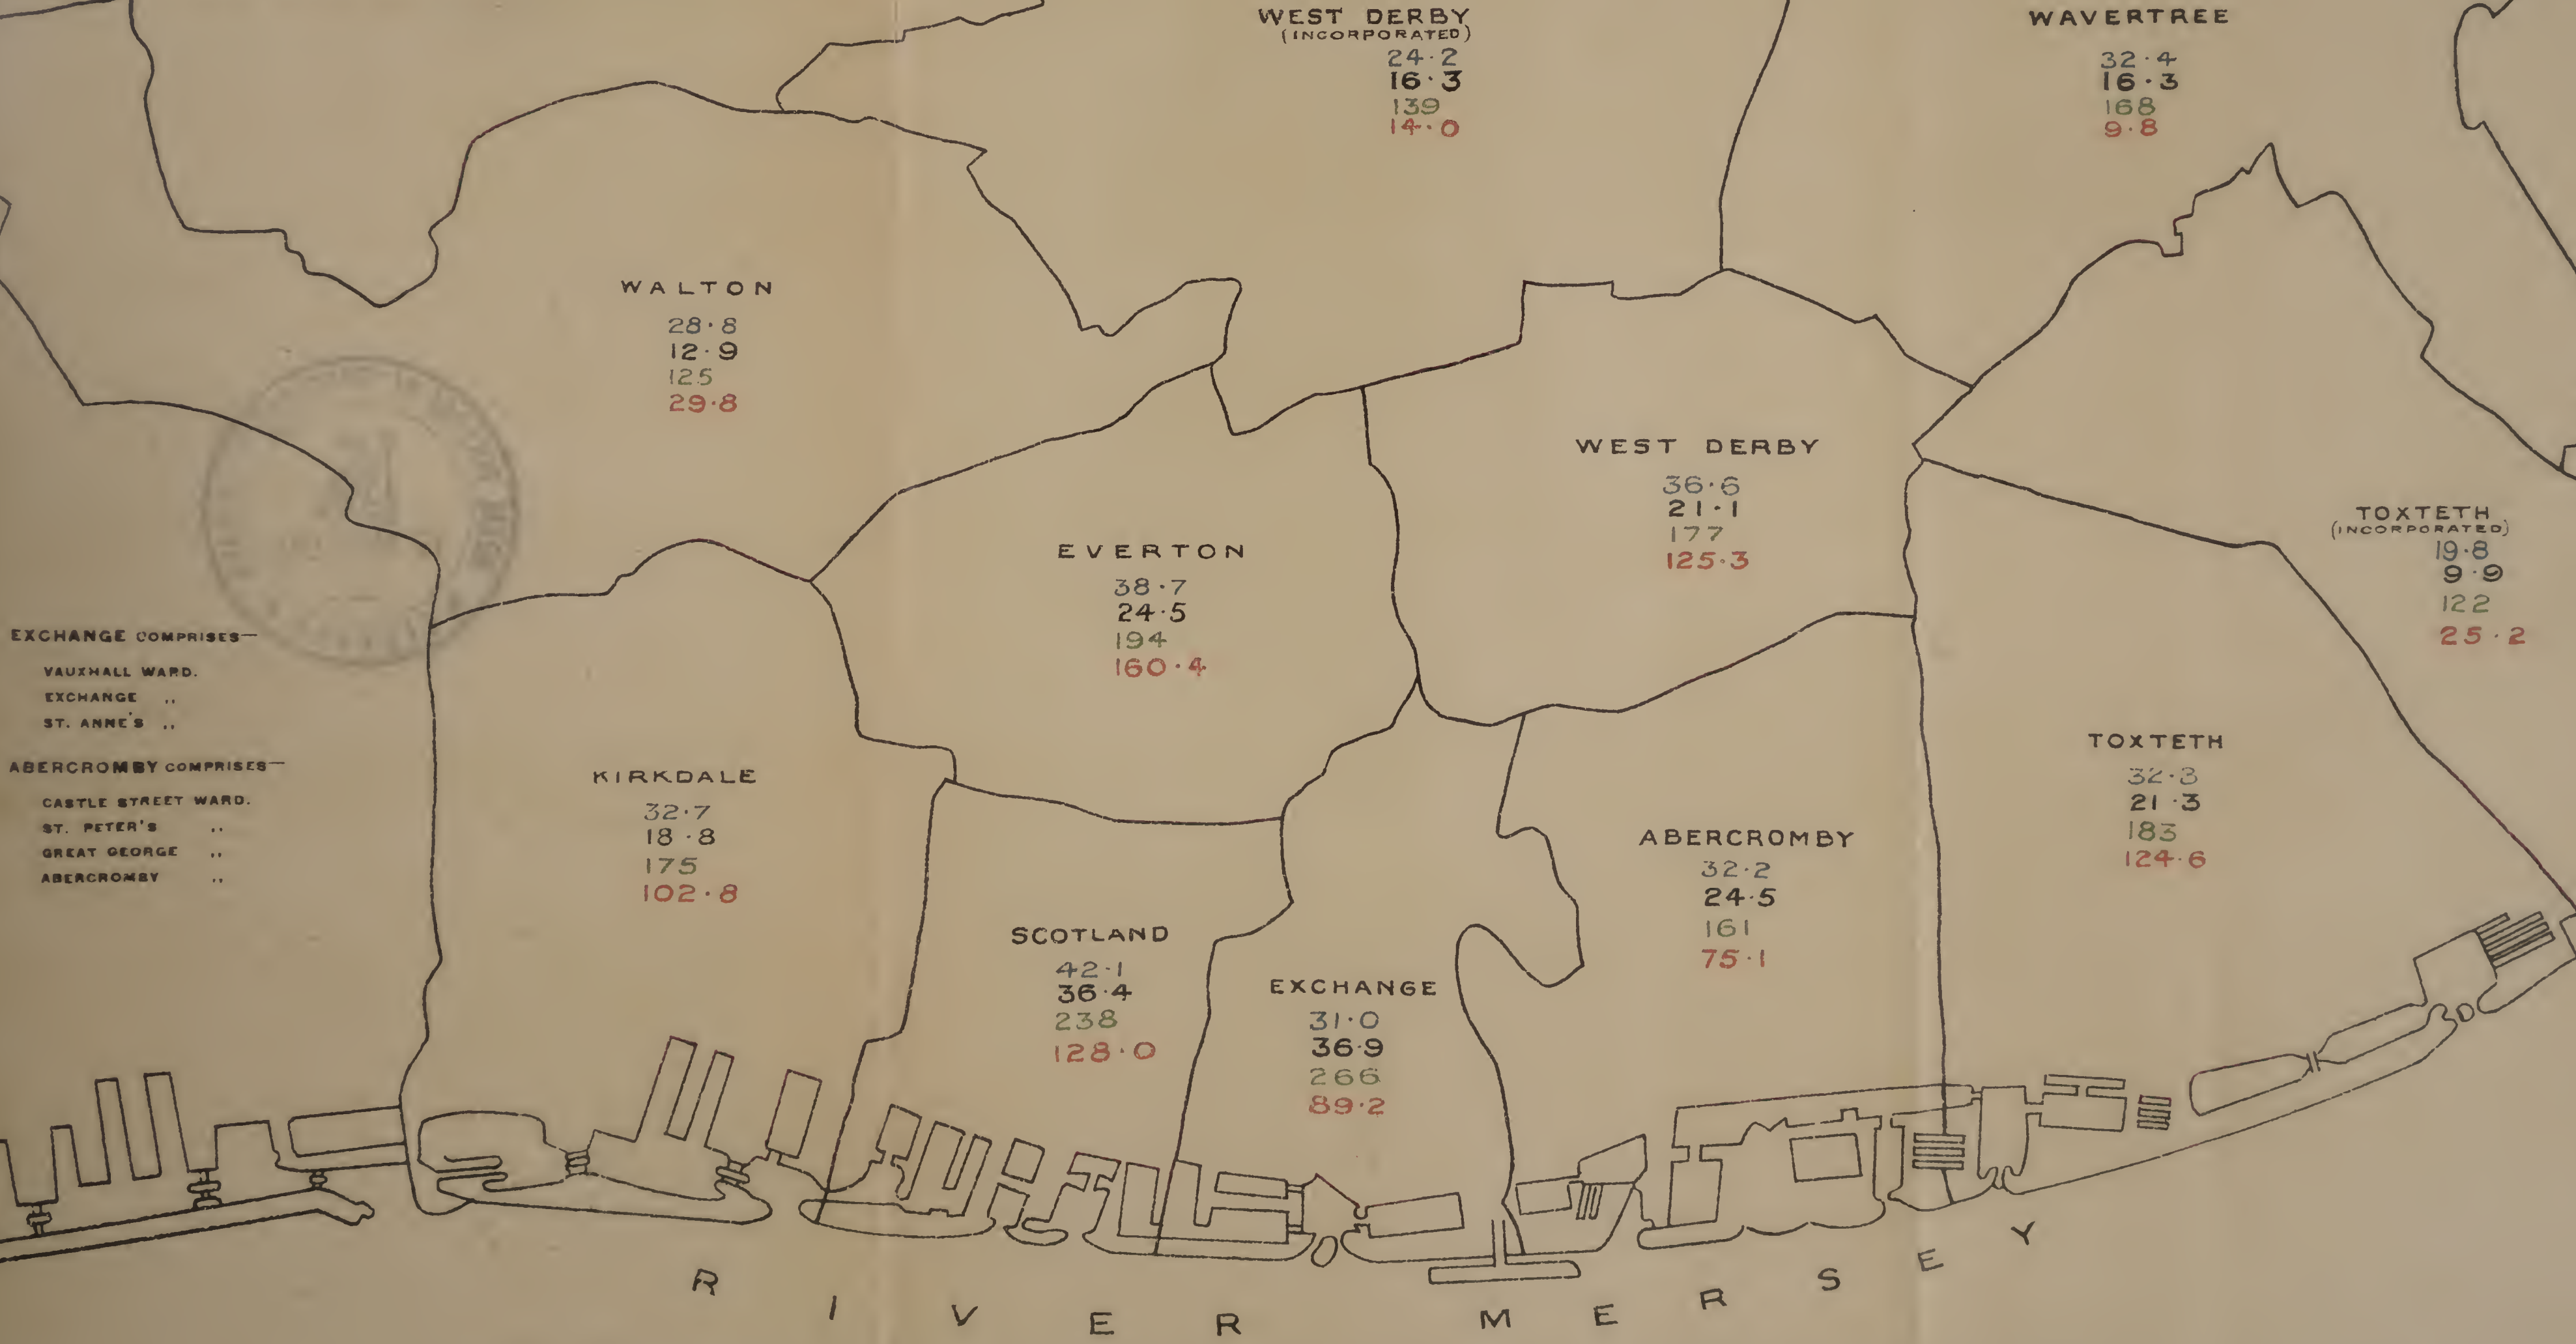 WEST DERBY
(INCORPORATED)
24·2
16·3
139
14·0
WAVERTREE
32·4
16·3
168
9·8
WALTON
28·8
12·9
125
29·8
WEST DERBY
36·6
21·1
177
125·3
TOXTETH
(INCORPORATED)
19·8
9·9
122
25·2
EVERTON
38·7
24·5
194
160·4
EXCHANGE COMPRISES—
VAUXHALL WARD.
EXCHANGE ,,
ST. ANNE'S ,,
ABERCROMBY COMPRISES—
CASTLE STREET WARD.
ST. PETER'S ,,
GREAT GEORGE ,,
ABERCROMBY ,,
KIRKDALE
32·7
18·8
175
102·8
TOXTETH
32·3
21·3
183
124·6
ABERCROMBY
32·2
24·5
161
75·1
SCOTLAND
42·1
36·4
238
128·0
EXCHANGE
31·0
36·9
266
89·2
RIVER MERSEY